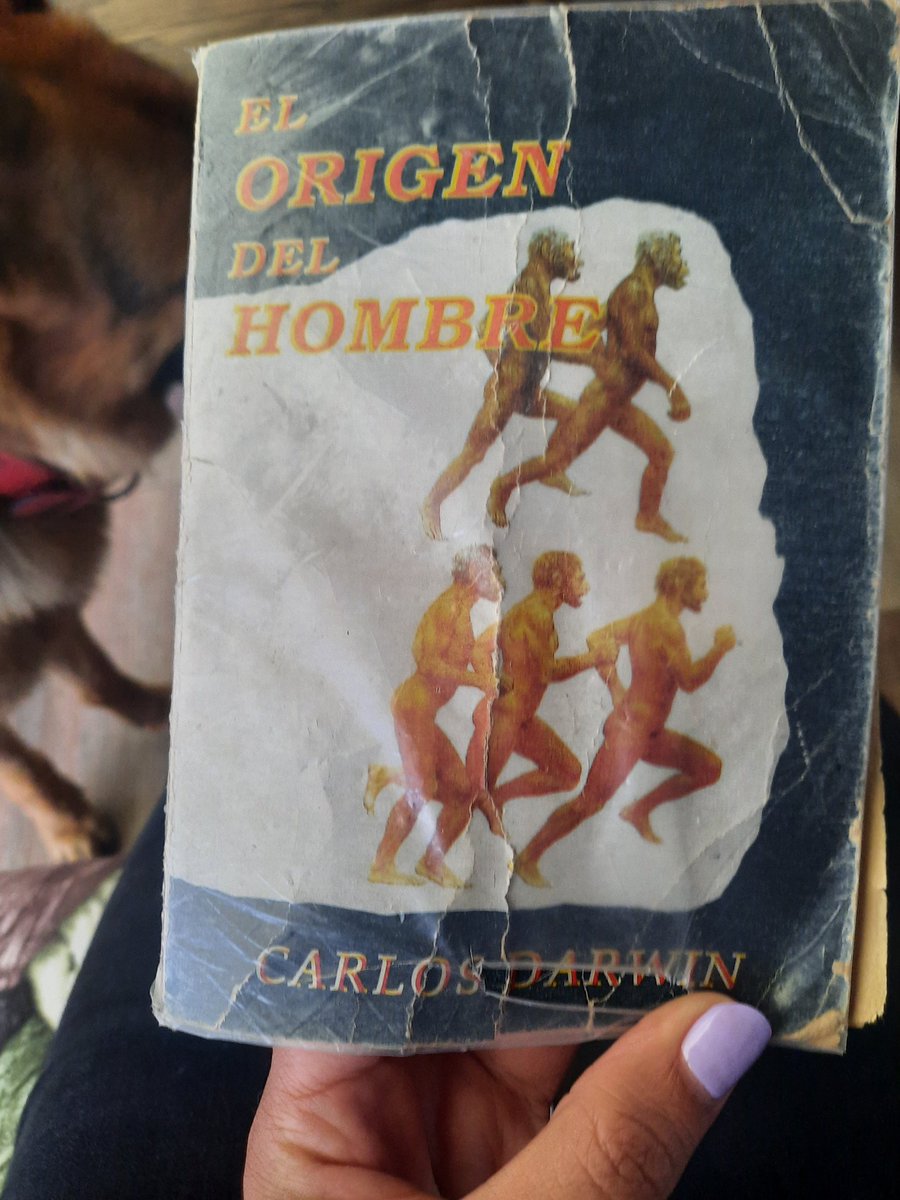 EL
ORIGEN
DEL
HOMBRE
CARLOS DARWIN